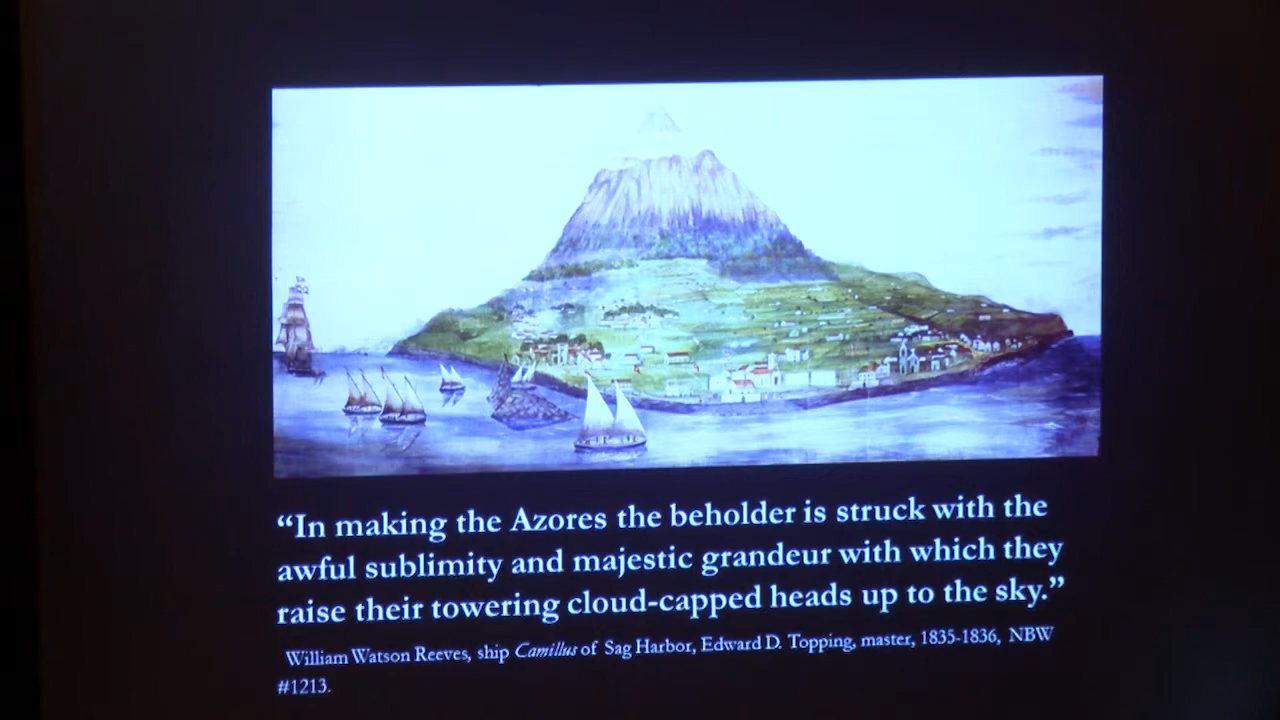 “In making the Azores the beholder is struck with the
awful sublimity and majestic grandeur with which they
raise their towering cloud-capped heads up to the sky.”
William Watson Reeves, ship Camillus of Sag Harbor, Edward D. Topping, master, 1835-1836, NBW
#1213.